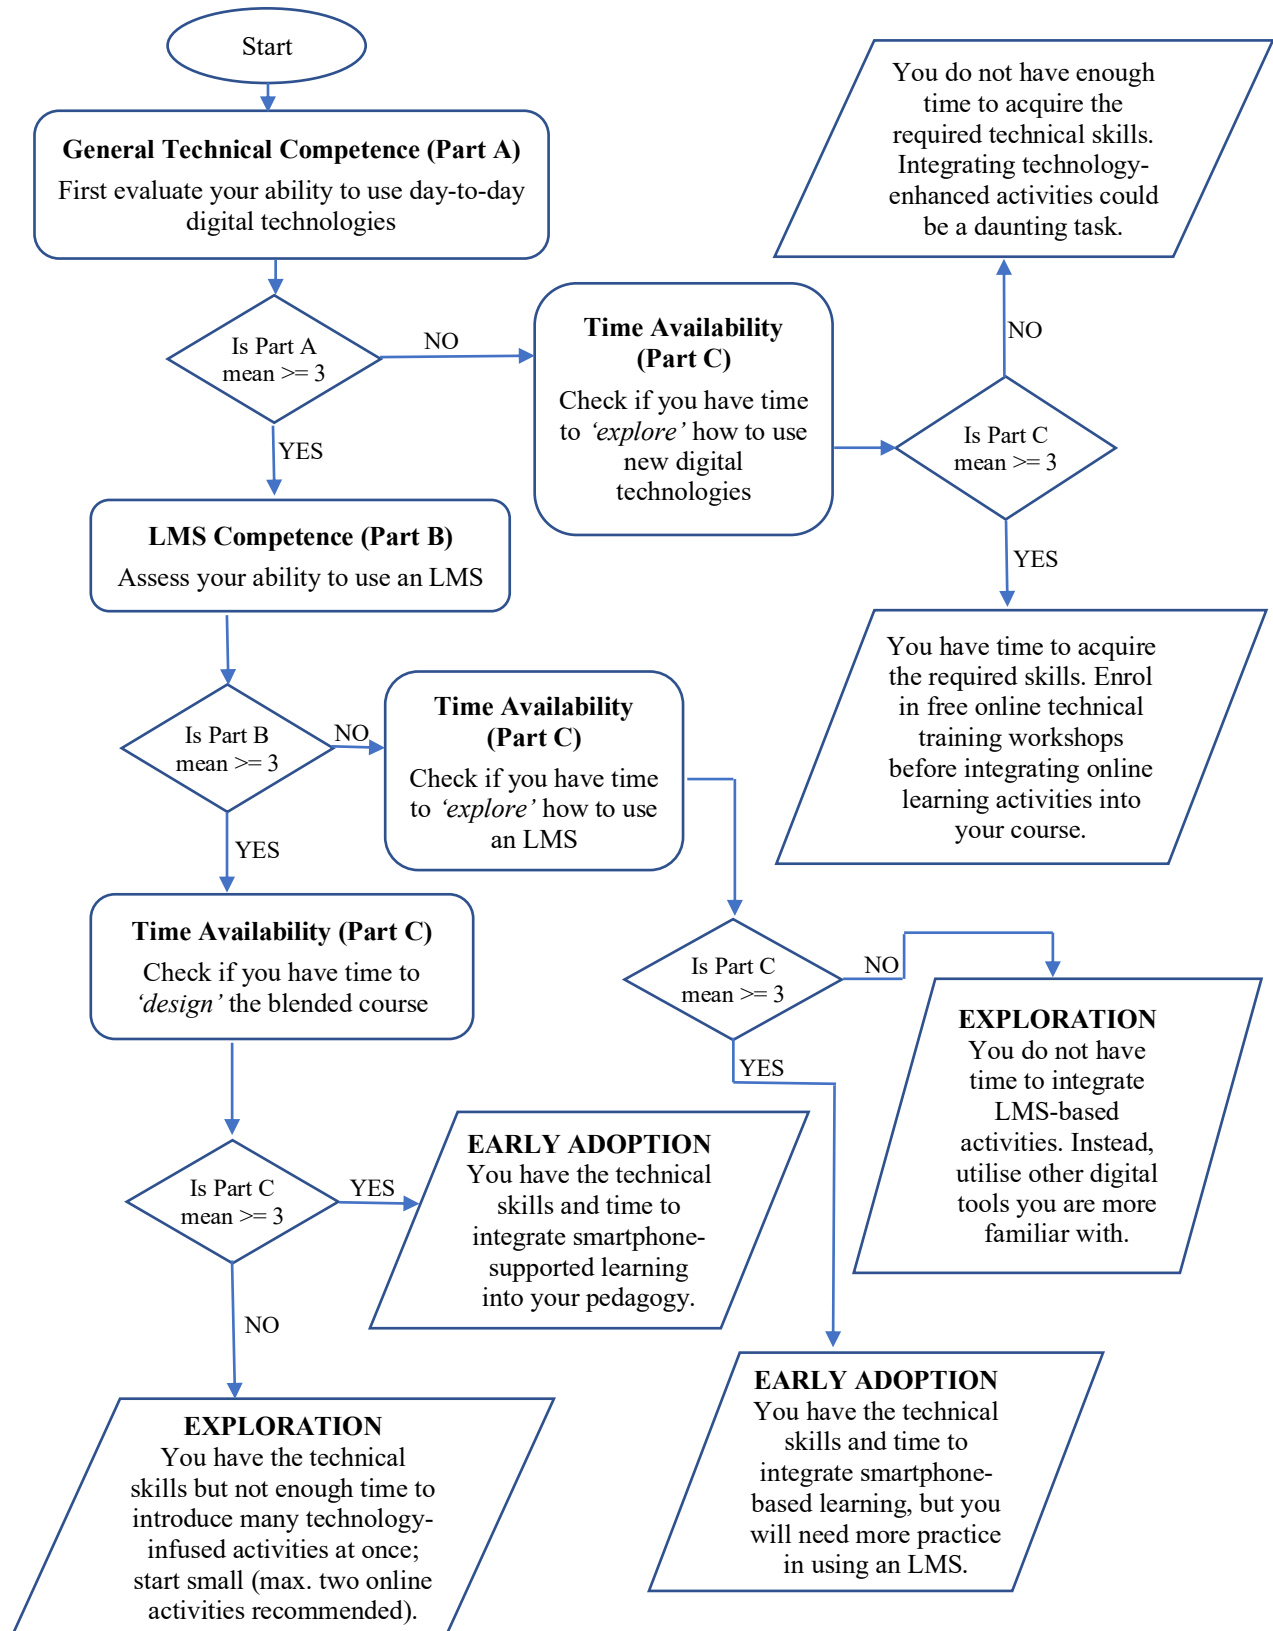 Start
General Technical Competence (Part A)
First evaluate your ability to use day-to-day
digital technologies
Is Part A
mean >= 3
NO
YES
Time Availability
(Part C)
Check if you have time
to ‘explore’ how to use
new digital
technologies
Is Part C
mean >= 3
NO
You do not have enough
time to acquire the
required technical skills.
Integrating technology-
enhanced activities could
be a daunting task.
YES
You have time to acquire
the required skills. Enrol
in free online technical
training workshops
before integrating online
learning activities into
your course.
LMS Competence (Part B)
Assess your ability to use an LMS
Is Part B
mean >= 3
NO
YES
Time Availability
(Part C)
Check if you have time
to ‘explore’ how to use
an LMS
Is Part C
mean >= 3
NO
EXPLORATION
You do not have
time to integrate
LMS-based
activities. Instead,
utilise other digital
tools you are more
familiar with.
YES
EARLY ADOPTION
You have the technical
skills and time to
integrate smartphone-
based learning, but you
will need more practice
in using an LMS.
Time Availability (Part C)
Check if you have time to
‘design’ the blended course
Is Part C
mean >= 3
YES
EARLY ADOPTION
You have the technical
skills and time to
integrate smartphone-
supported learning
into your pedagogy.
NO
EXPLORATION
You have the technical
skills but not enough time to
introduce many technology-
infused activities at once;
start small (max. two online
activities recommended).